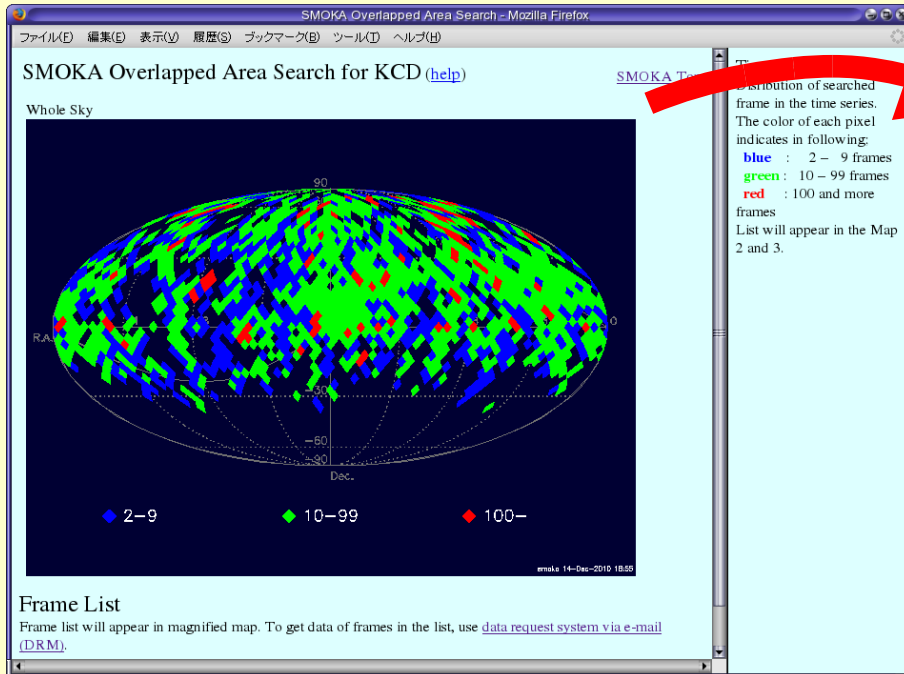 SMOKA Overlapped Area Search - Mozilla Firefox
ファイル(F) 編集(E) 表示(V) 履歴(S) ブックマーク(B) ツール(T) ヘルプ(H)
SMOKA Overlapped Area Search for KCD (help)
SMOKA
Whole Sky
90
R.A.
0
-30
-60
-90
Dec.
2-9
10-99
100-
smoka 14-Dec-2010 18:55
Frame List
Frame list will appear in magnified map. To get data of frames in the list, use data request system via e-mail
(DRM).
Disribution of searched
frame in the time series.
The color of each pixel
indicates in following;
blue : 2 - 9 frames
green : 10 - 99 frames
red : 100 and more
frames
List will appear in the Map
2 and 3.